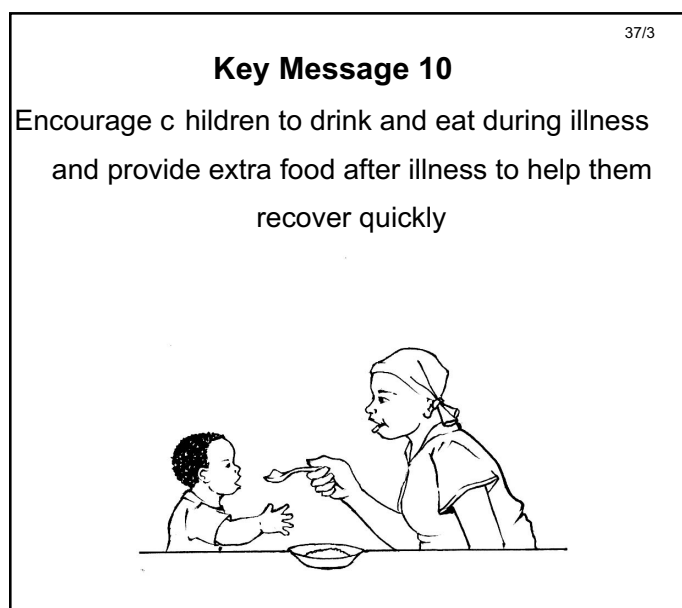 37/3
Key Message 10
Encourage c hildren to drink and eat during illness
and provide extra food after illness to help them
recover quickly